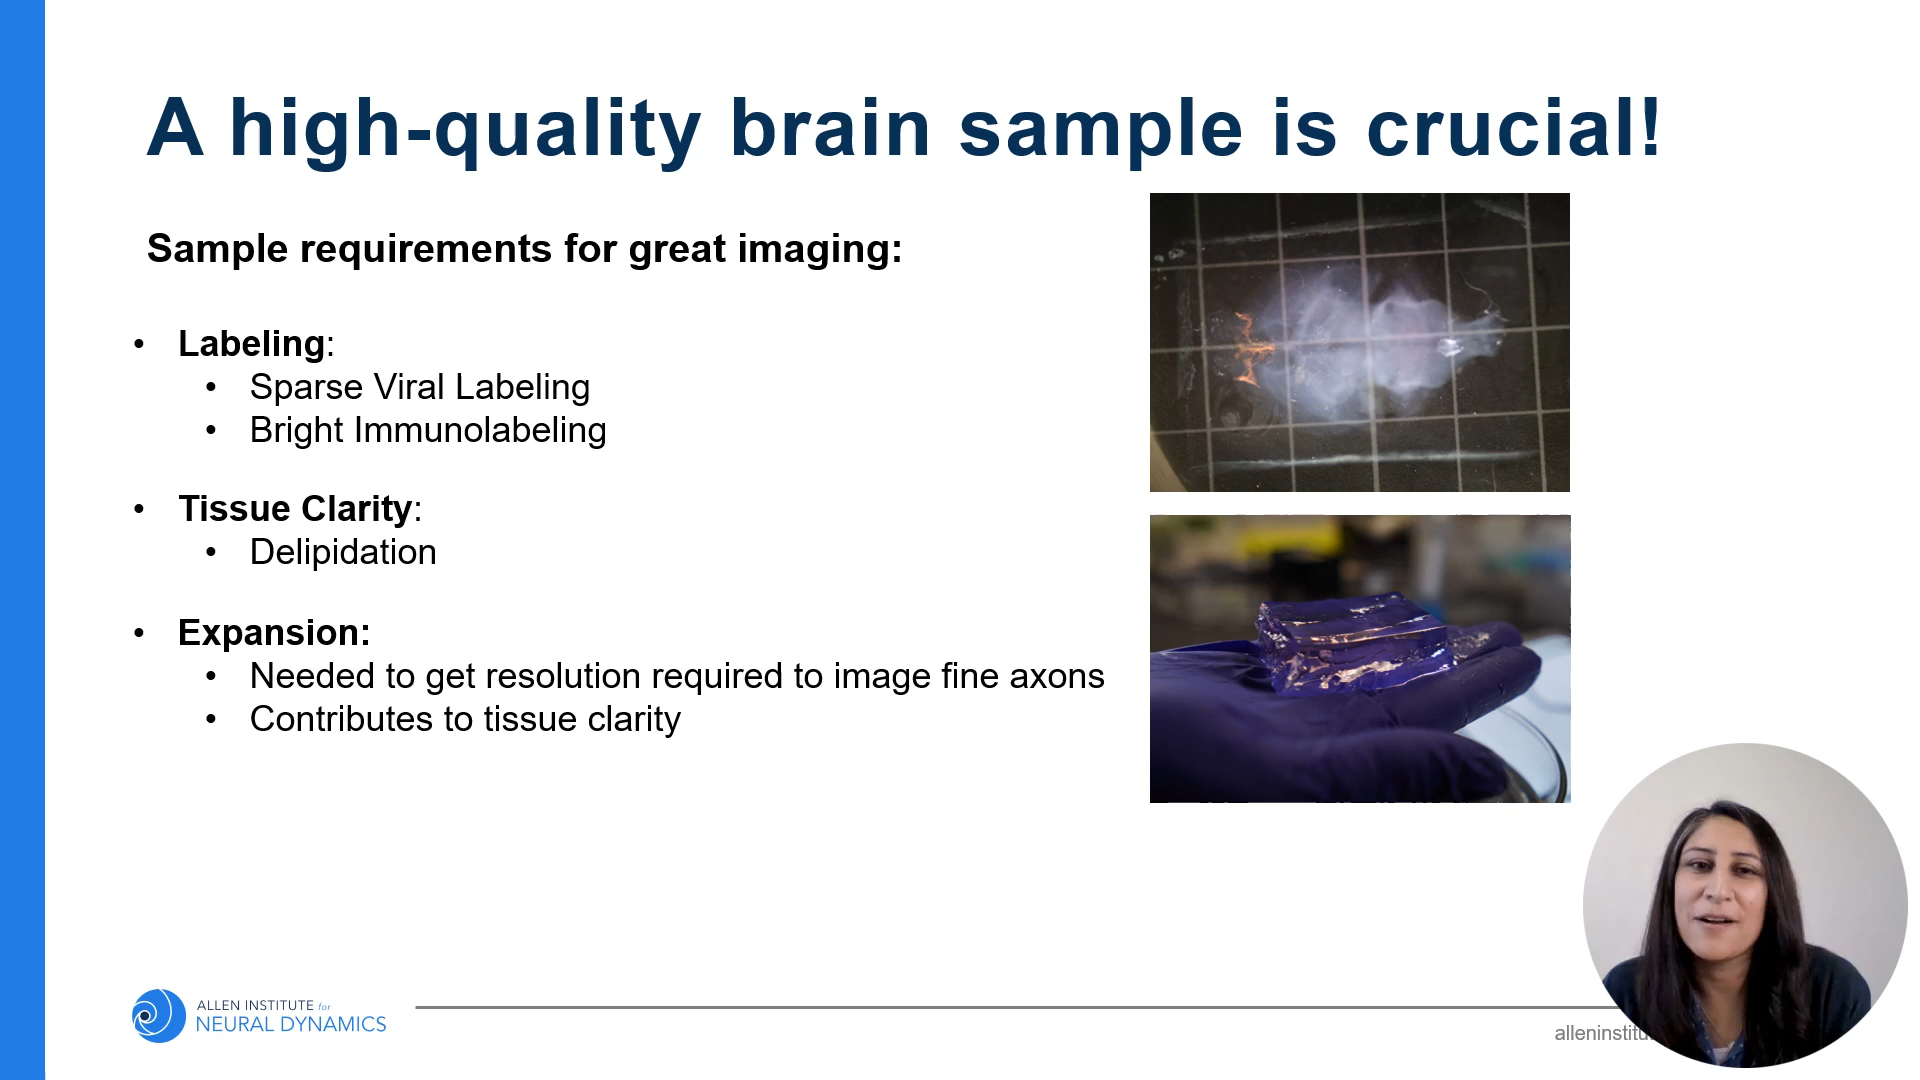 A high-quality brain sample is crucial!
Sample requirements for great imaging:
• Labeling:
• Sparse Viral Labeling
• Bright Immunolabeling
• Tissue Clarity:
• Delipidation
• Expansion:
• Needed to get resolution required to image fine axons
• Contributes to tissue clarity
ALLEN INSTITUTE for
NEURAL DYNAMICS